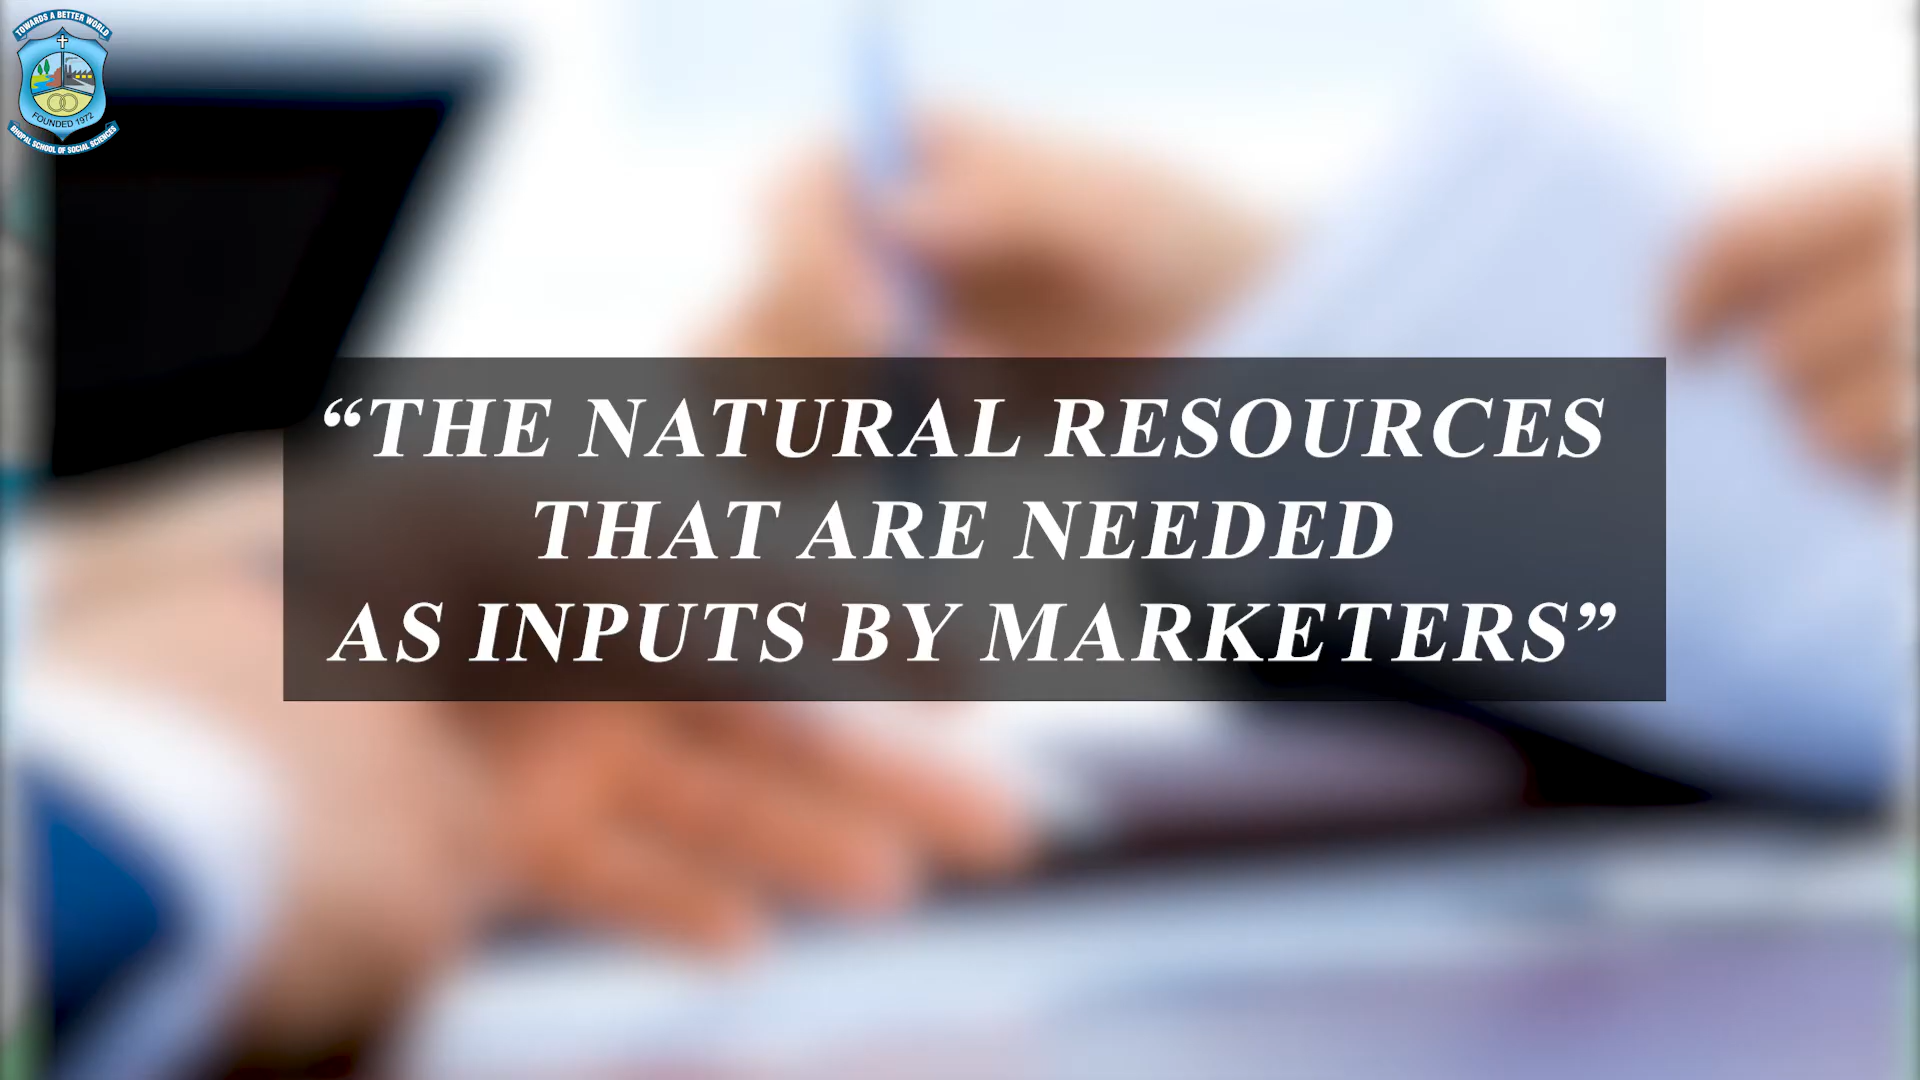 TOWARDS A BETTER WORLD
FOUNDED 1972
BHOPAL SCHOOL OF SOCIAL SCIENCES
“THE NATURAL RESOURCES
THAT ARE NEEDED
AS INPUTS BY MARKETERS”